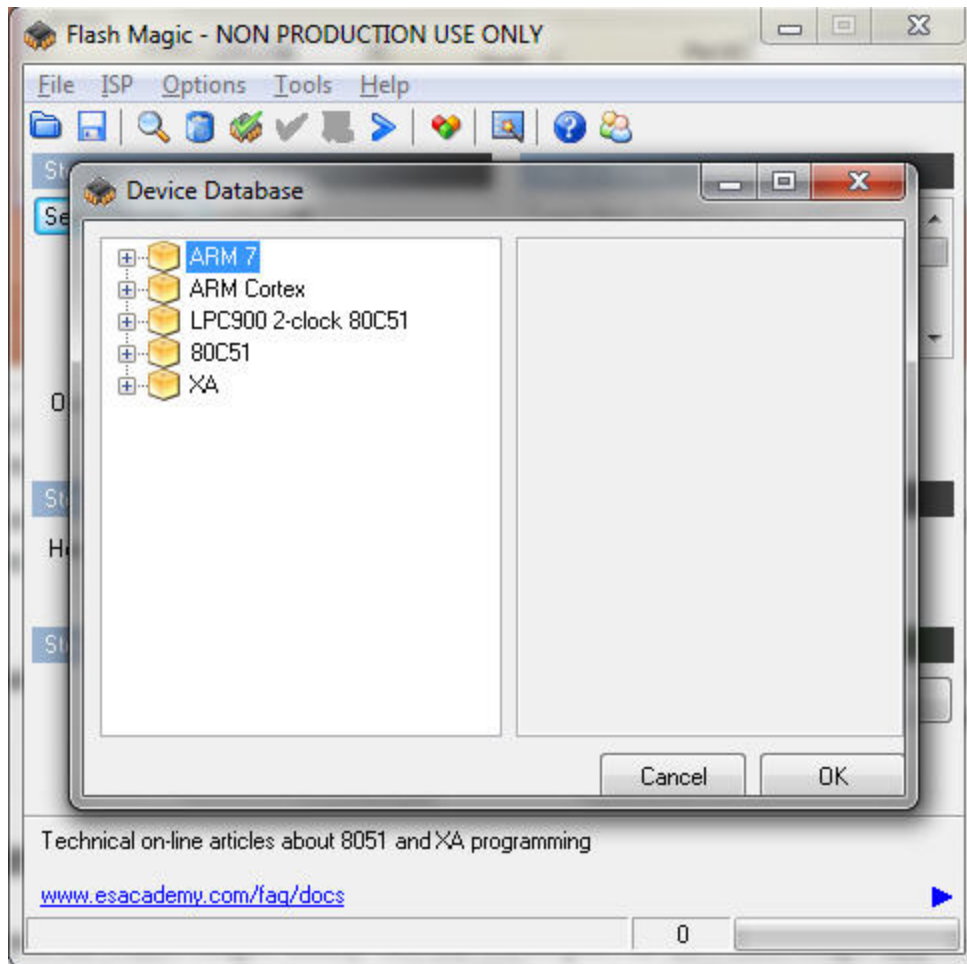 Flash Magic - NON PRODUCTION USE ONLY
File ISP Options Tools Help
Device Database
ARM 7
ARM Cortex
LPC900 2-clock 80C51
80C51
XA
Cancel OK
Technical on-line articles about 8051 and XA programming
www.esacademy.com/faq/docs
0